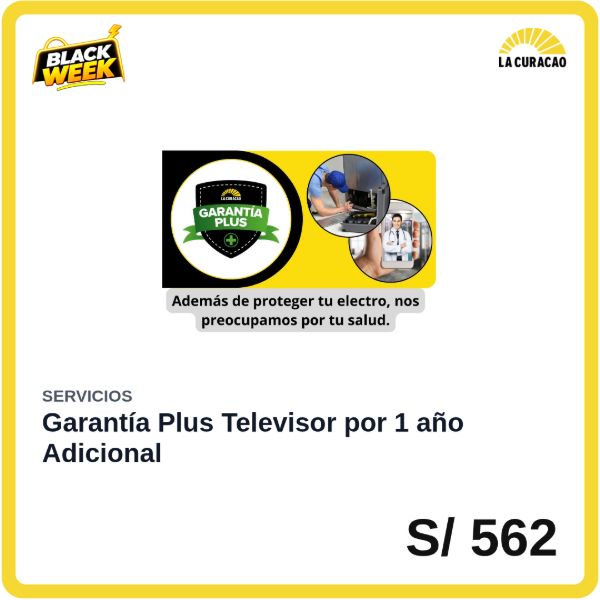 BLACK
WEEK
LA CURACAO
LA CURACAO
GARANTÍA
PLUS
Además de proteger tu electro, nos
preocupamos por tu salud.
SERVICIOS
Garantía Plus Televisor por 1 año
Adicional
S/ 562